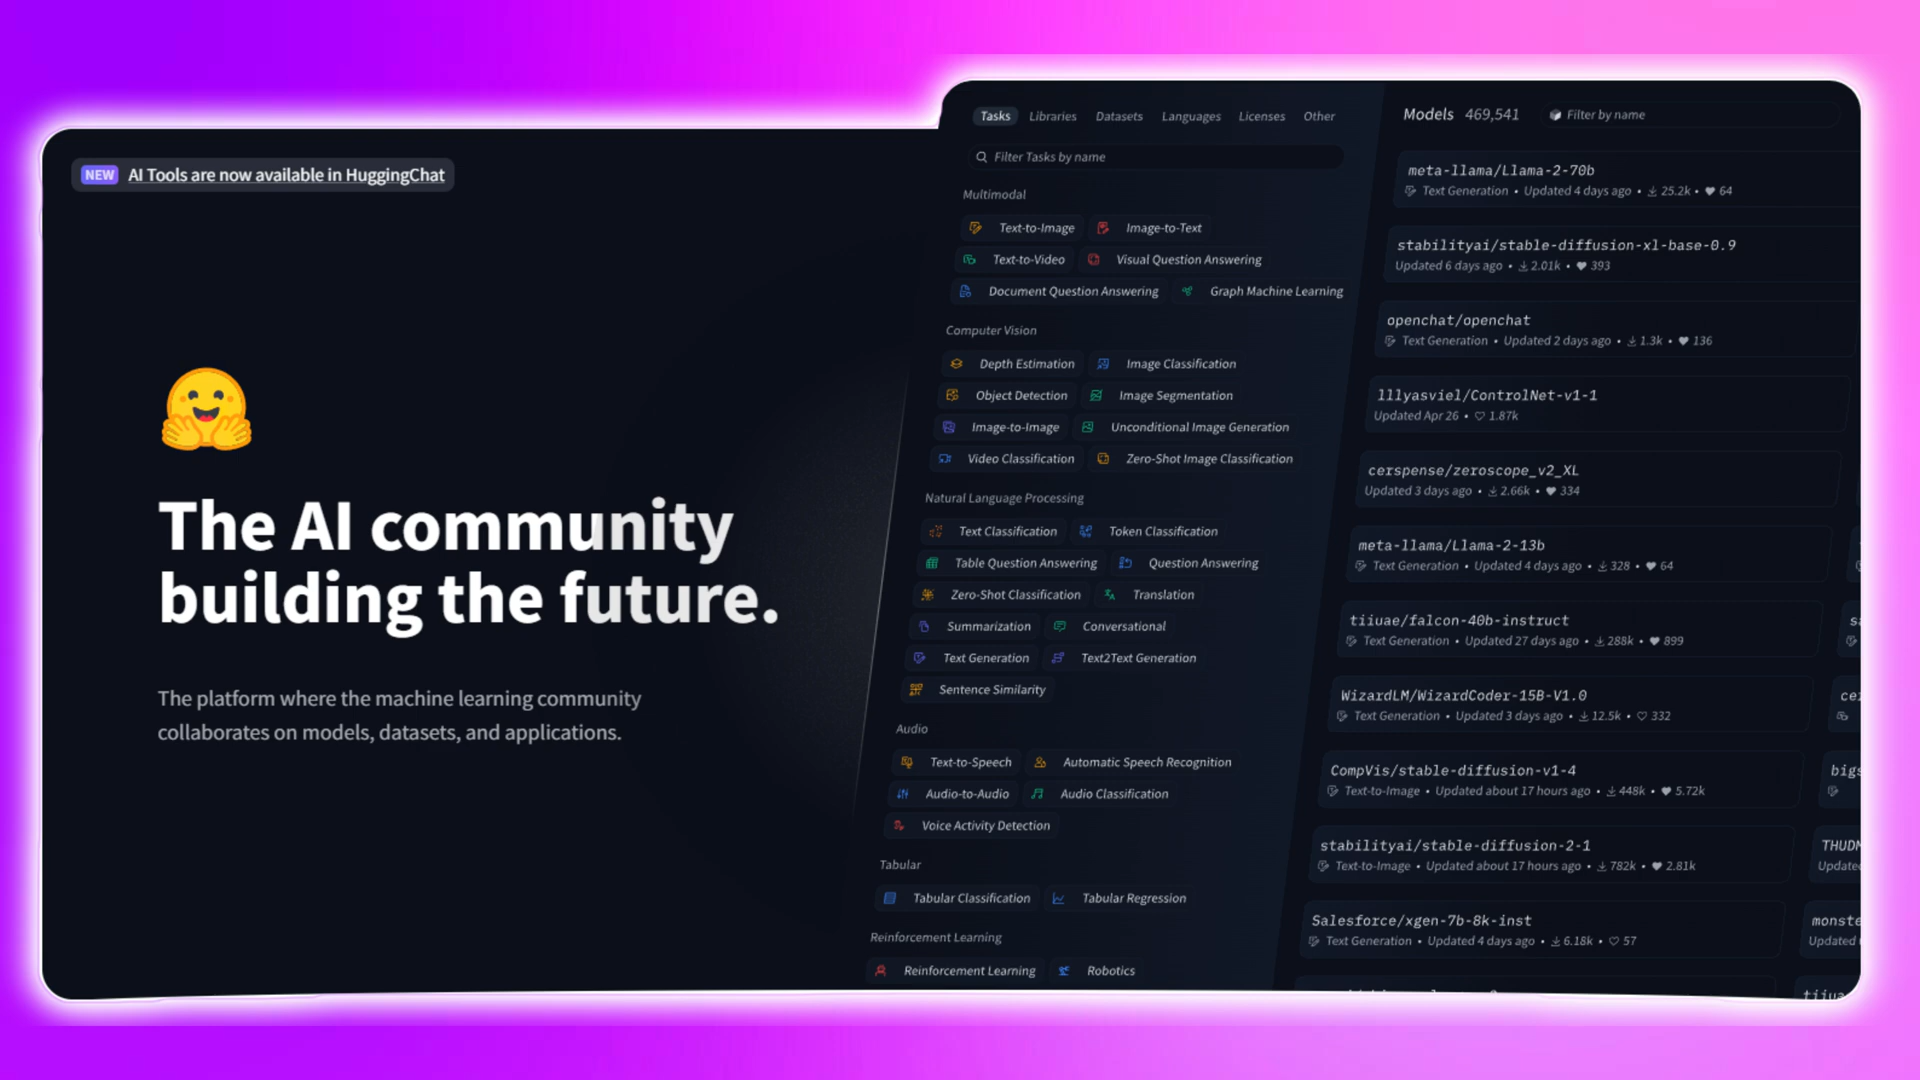 NEW AI Tools are now available in HuggingChat
The AI community
building the future.
The platform where the machine learning community
collaborates on models, datasets, and applications.
Tasks Libraries Datasets Languages Licenses Other
Filter Tasks by name
Multimodal
Text-to-Image Image-to-Text
Text-to-Video Visual Question Answering
Document Question Answering Graph Machine Learning
Computer Vision
Depth Estimation Image Classification
Object Detection Image Segmentation
Image-to-Image Unconditional Image Generation
Video Classification Zero-Shot Image Classification
Natural Language Processing
Text Classification Token Classification
Table Question Answering Question Answering
Zero-Shot Classification Translation
Summarization Conversational
Text Generation Text2Text Generation
Sentence Similarity
Audio
Text-to-Speech Automatic Speech Recognition
Audio-to-Audio Audio Classification
Voice Activity Detection
Tabular
Tabular Classification Tabular Regression
Reinforcement Learning
Reinforcement Learning Robotics
Models 469,541 Filter by name
meta-llama/Llama-2-70b
Text Generation • Updated 4 days ago • 25.2k • 64
stabilityai/stable-diffusion-xl-base-0.9
Updated 6 days ago • 2.01k • 393
openchat/openchat
Text Generation • Updated 2 days ago • 1.3k • 136
lllyasviel/ControlNet-v1-1
Updated Apr 26 • 1.87k
cerspense/zeroscope_v2_XL
Updated 3 days ago • 2.66k • 334
meta-llama/Llama-2-13b
Text Generation • Updated 4 days ago • 328 • 64
tiiuae/falcon-40b-instruct
Text Generation • Updated 27 days ago • 288k • 899
WizardLM/WizardCoder-15B-V1.0
Text Generation • Updated 3 days ago • 12.5k • 332
CompVis/stable-diffusion-v1-4
Text-to-Image • Updated about 17 hours ago • 448k • 5.72k
stabilityai/stable-diffusion-2-1
Text-to-Image • Updated about 17 hours ago • 782k • 2.81k
Salesforce/xgen-7b-8k-inst
Text Generation • Updated 4 days ago • 6.18k • 57
bigs
THUDM
Updated
monste
Updated